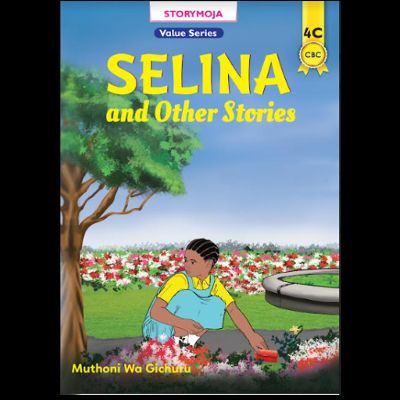 STORYMOJA
Value Series
4C
CBC
SELINA
and Other Stories
Muthoni Wa Gichuru